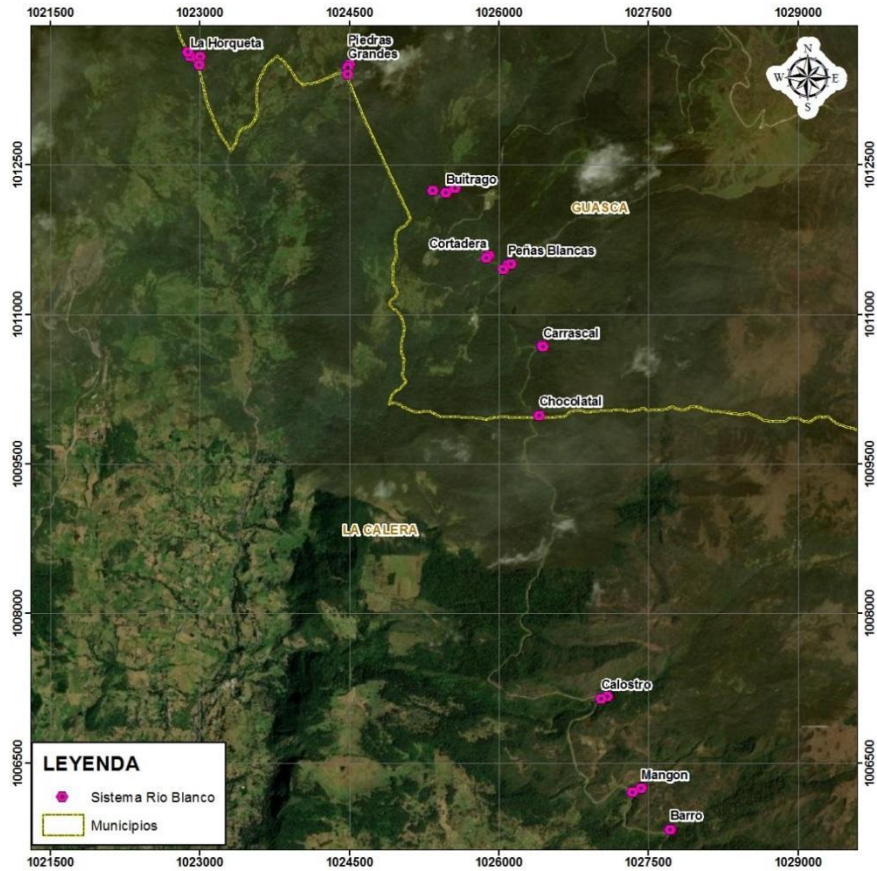 1021500 1023000 1024500 1026000 1027500 1029000
La Horqueta
Piedras
Grandes
N
W E
S
1012500 1012500
Buitrago
GUASCA
Cortadera
Peñas Blancas
1011000 1011000
Carrascal
Chocolatal
1009500 1009500
LA CALERA
1008000 1008000
Calostro
1006500 1006500
Mangon
Barro
LEYENDA
Sistema Rio Blanco
Municipios
1021500 1023000 1024500 1026000 1027500 1029000